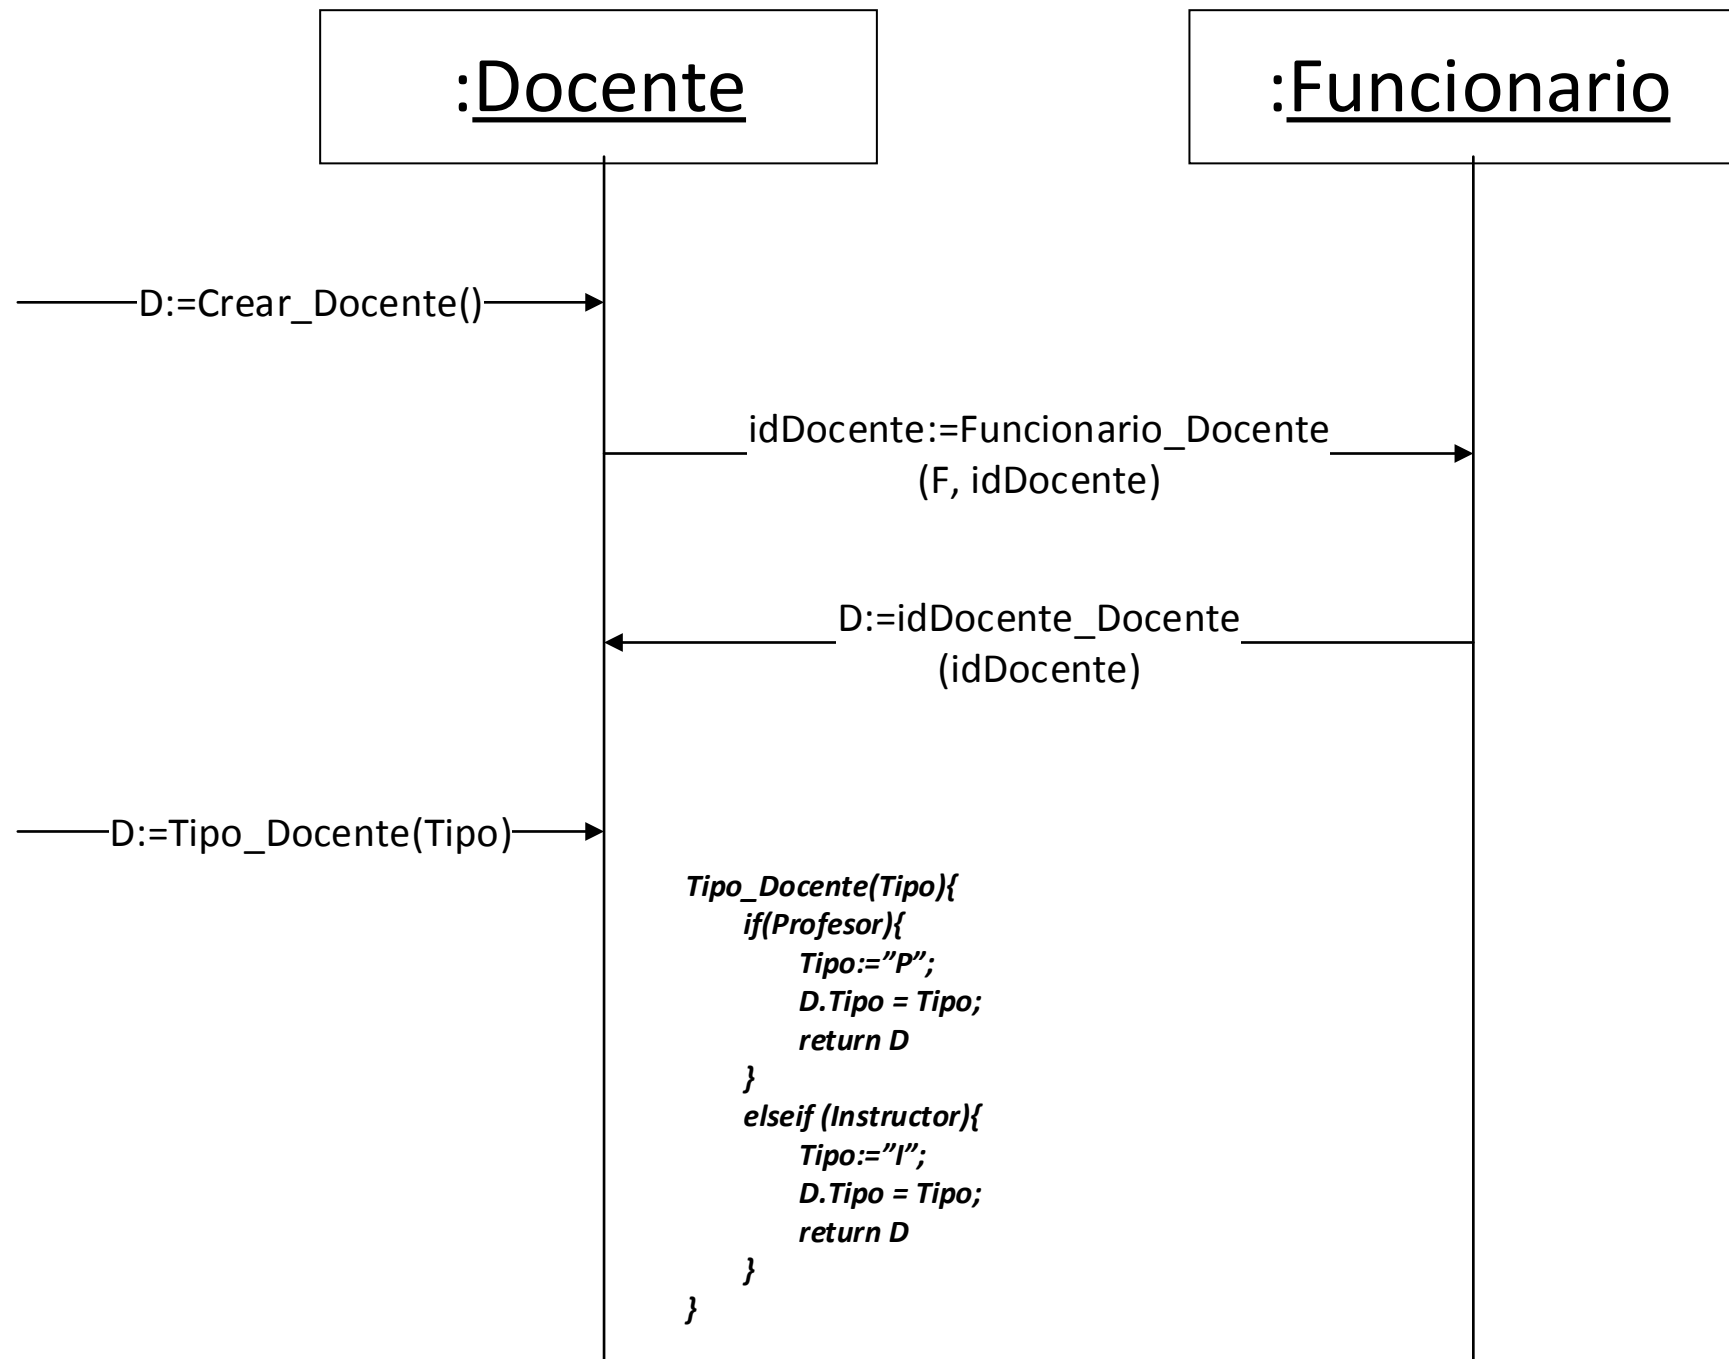 :Docente
:Funcionario
D:=Crear_Docente()
idDocente:=Funcionario_Docente
(F, idDocente)
D:=idDocente_Docente
(idDocente)
D:=Tipo_Docente(Tipo)
Tipo_Docente(Tipo){
if(Profesor){
Tipo:=”P”;
D.Tipo = Tipo;
return D
}
elseif (Instructor){
Tipo:=”I”;
D.Tipo = Tipo;
return D
}
}